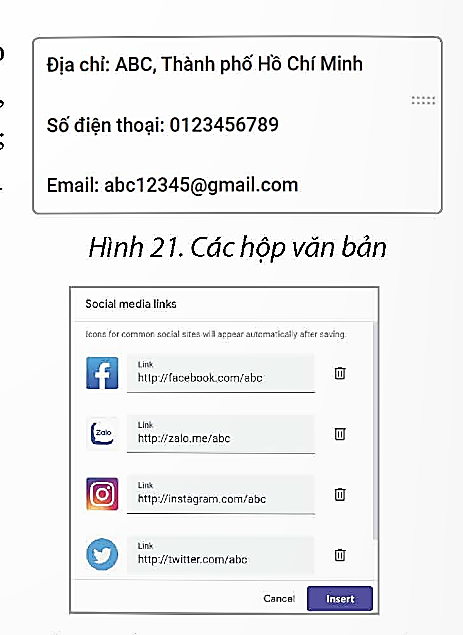 Địa chỉ: ABC, Thành phố Hồ Chí Minh
Số điện thoại: 0123456789
Email: abc12345@gmail.com
Hình 21. Các hộp văn bản
Social media links
Icons for common social sites will appear automatically after saving.
Link
http://facebook.com/abc
Zalo
Link
http://zalo.me/abc
Link
http://instagram.com/abc
Link
http://twitter.com/abc
Cancel Insert